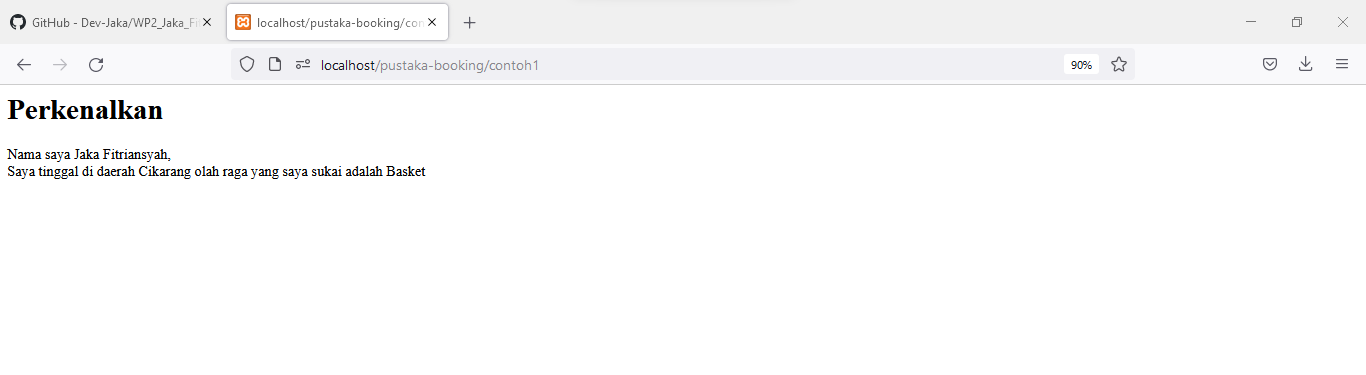 GitHub - Dev-Jaka/WP2_Jaka_Fi
localhost/pustaka-booking/con
localhost/pustaka-booking/contoh1
90%
Perkenalkan
Nama saya Jaka Fitriansyah,
Saya tinggal di daerah Cikarang olah raga yang saya sukai adalah Basket